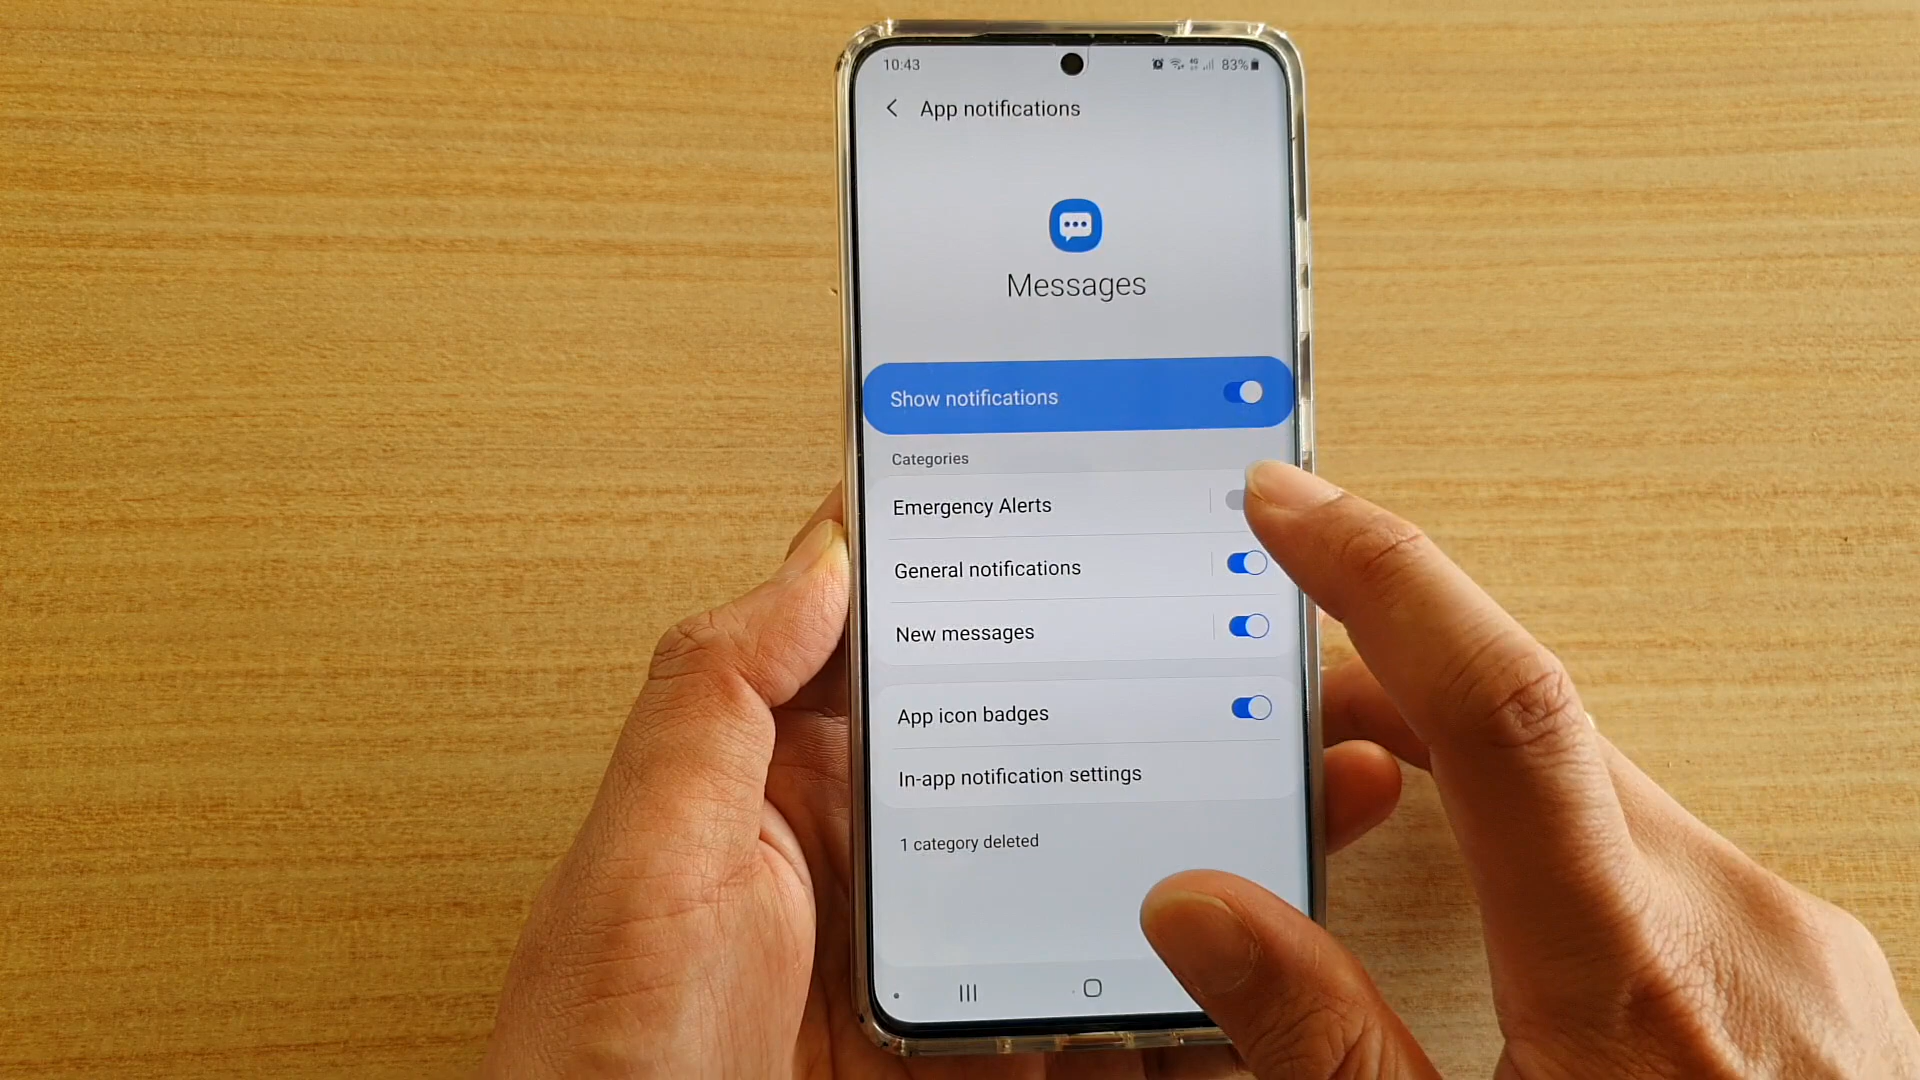 10:43
83%
App notifications
Messages
Show notifications
Categories
Emergency Alerts
General notifications
New messages
App icon badges
In-app notification settings
1 category deleted